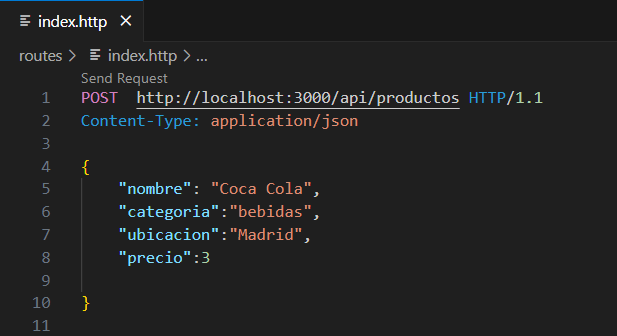 index.http
routes > index.http > ...
Send Request
1 POST  http://localhost:3000/api/productos HTTP/1.1
2 Content-Type: application/json
3
4 {
5     "nombre": "Coca Cola",
6     "categoria":"bebidas",
7     "ubicacion":"Madrid",
8     "precio":3
9
10 }
11